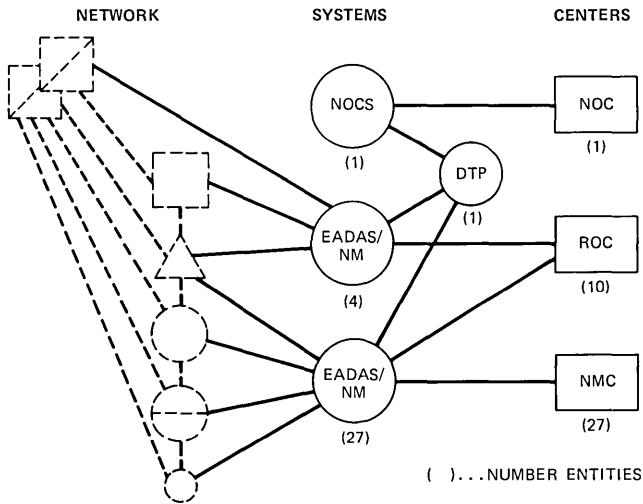 NETWORK SYSTEMS CENTERS
NOCS
(1)
NOC
(1)
DTP
(1)
EADAS/
NM
(4)
ROC
(10)
EADAS/
NM
(27)
NMC
(27)
( )...NUMBER ENTITIES